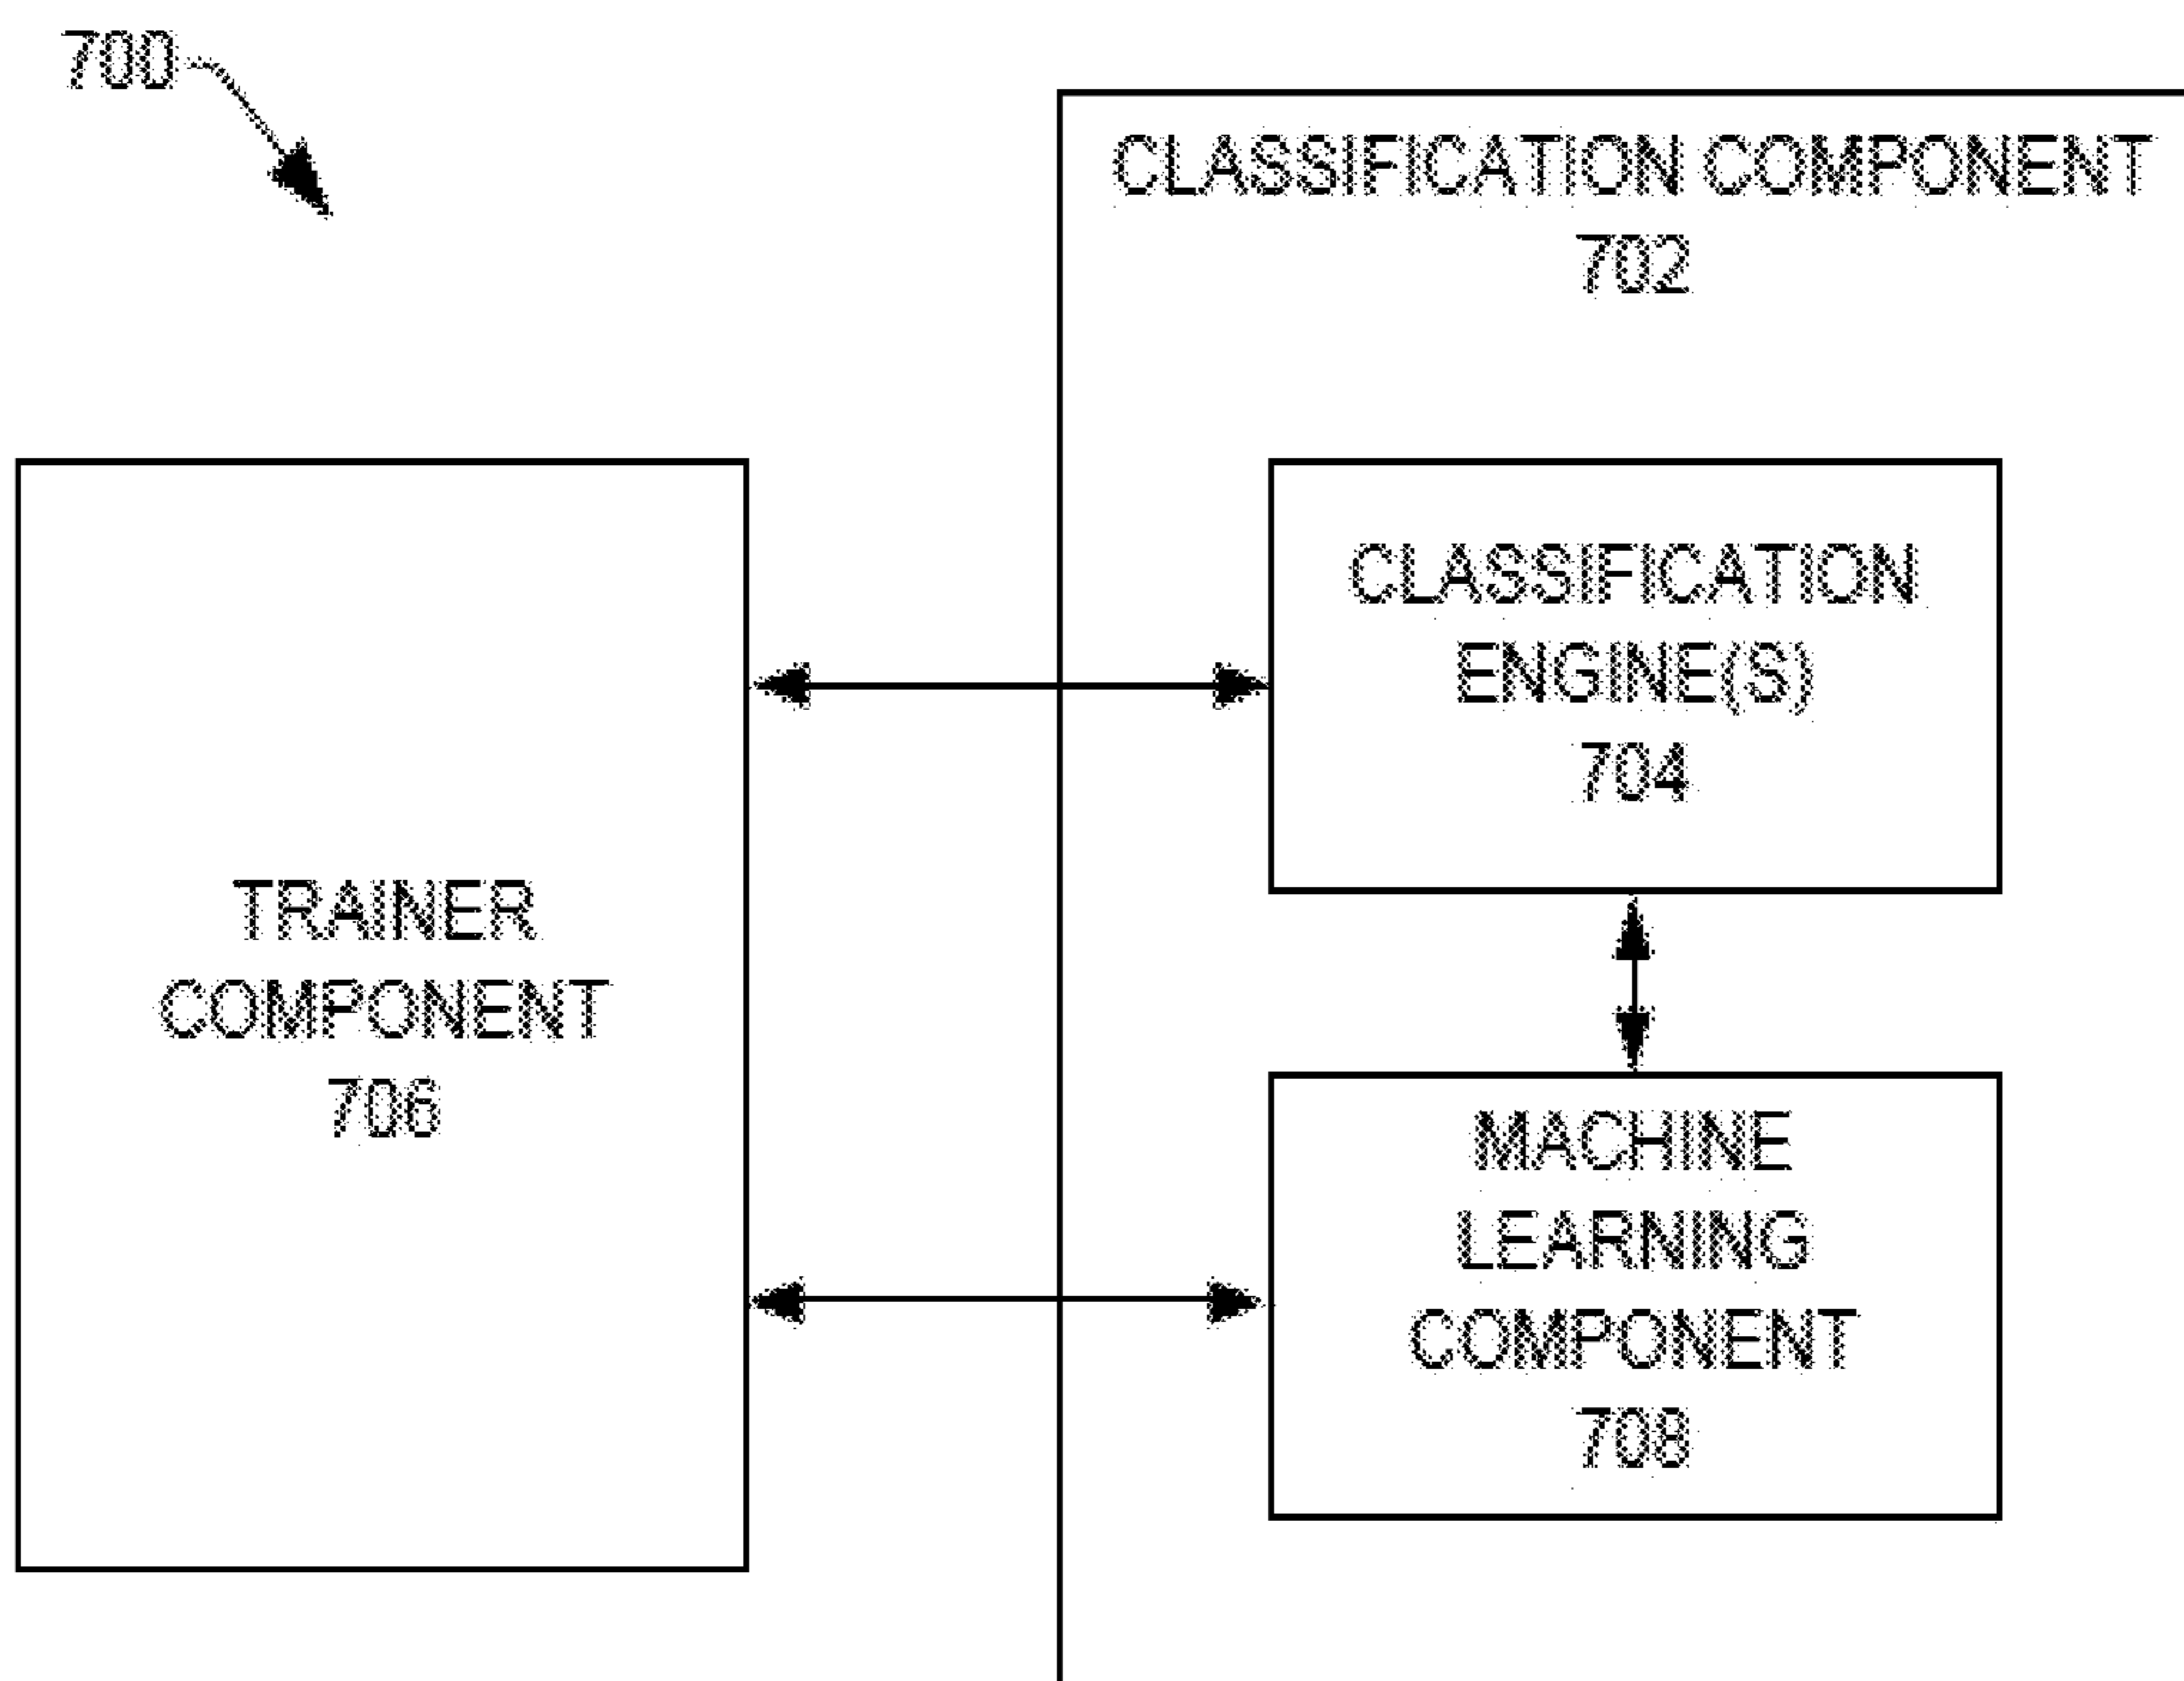 700
CLASSIFICATION COMPONENT
702
CLASSIFICATION
ENGINE(S)
704
TRAINER
COMPONENT
706
MACHINE
LEARNING
COMPONENT
708